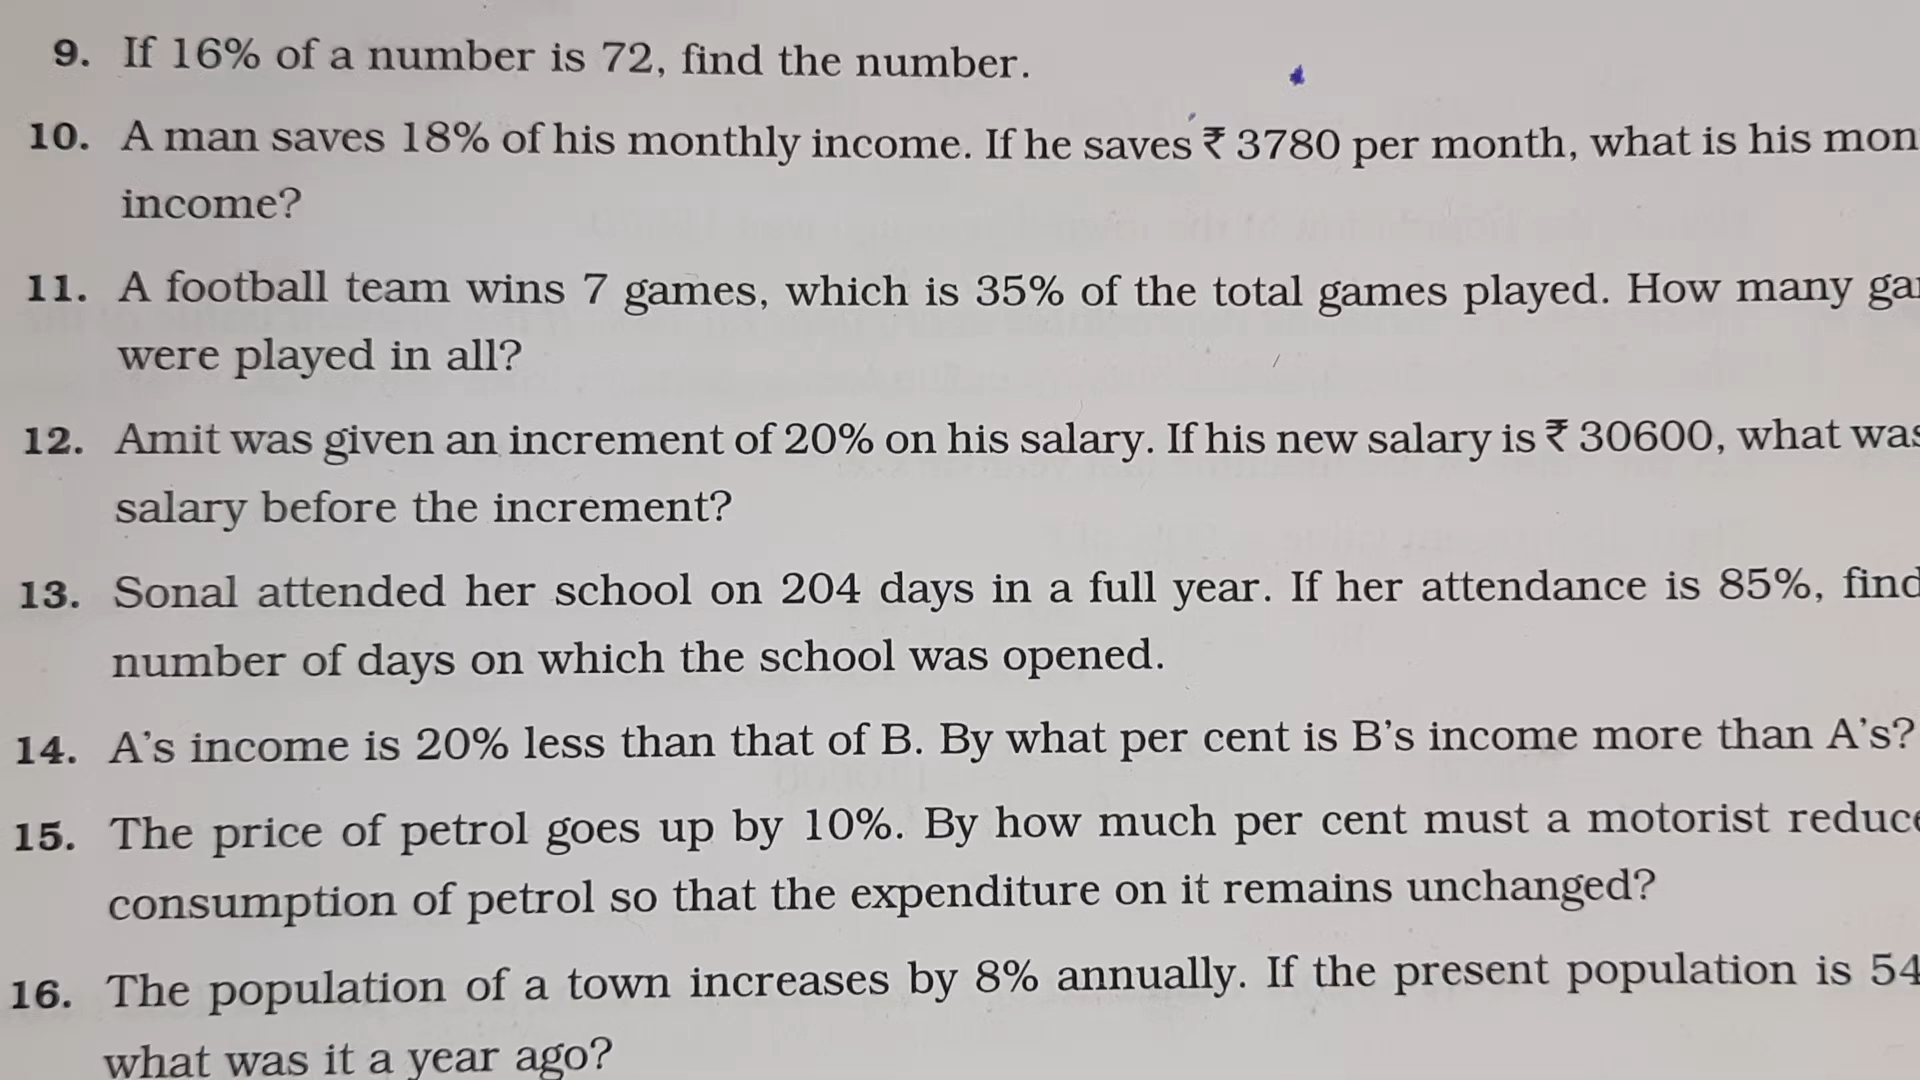 9. If 16% of a number is 72, find the number.
10. A man saves 18% of his monthly income. If he saves ₹ 3780 per month, what is his mon
income?
11. A football team wins 7 games, which is 35% of the total games played. How many ga
were played in all?
12. Amit was given an increment of 20% on his salary. If his new salary is ₹ 30600, what was
salary before the increment?
13. Sonal attended her school on 204 days in a full year. If her attendance is 85%, find
number of days on which the school was opened.
14. A's income is 20% less than that of B. By what per cent is B's income more than A's?
15. The price of petrol goes up by 10%. By how much per cent must a motorist reduce
consumption of petrol so that the expenditure on it remains unchanged?
16. The population of a town increases by 8% annually. If the present population is 54
what was it a year ago?